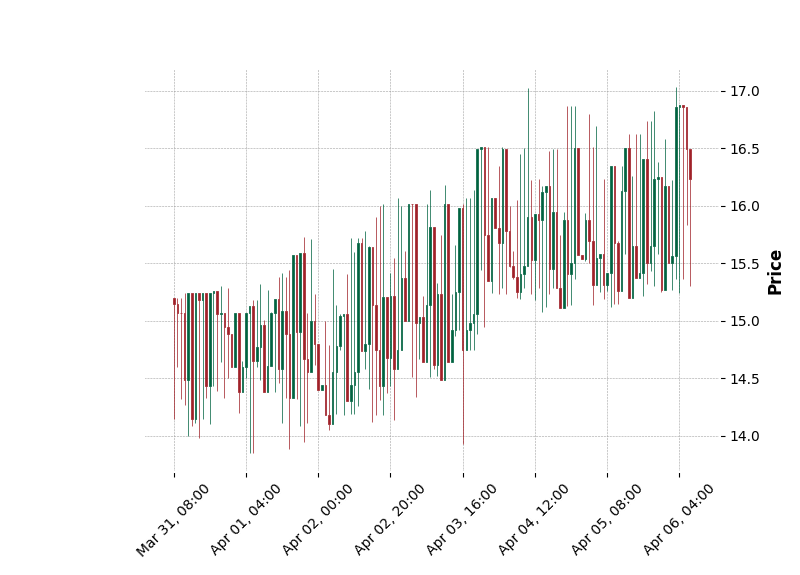 17.0
16.5
16.0
15.5
15.0
14.5
14.0
Price
Mar 31, 08:00
Apr 01, 04:00
Apr 02, 00:00
Apr 02, 20:00
Apr 03, 16:00
Apr 04, 12:00
Apr 05, 08:00
Apr 06, 04:00